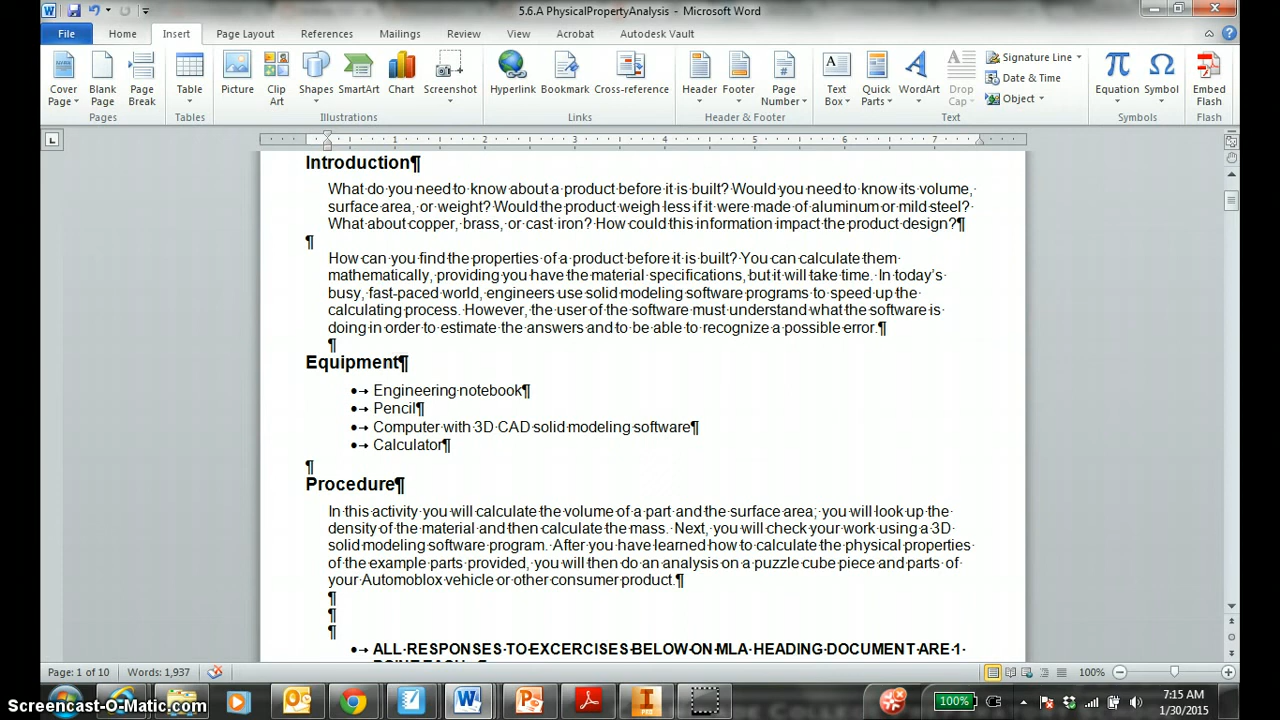 5.6.A PhysicalPropertyAnalysis - Microsoft Word
File Home Insert Page Layout References Mailings Review View Acrobat Autodesk Vault
Cover Page Blank Page Page Break Table Picture Clip Art Shapes SmartArt Chart Screenshot Hyperlink Bookmark Cross-reference Header Footer Page Number Text Box Quick Parts WordArt Drop Cap Signature Line Date & Time Object Equation Symbol Embed Flash
Pages Tables Illustrations Links Header & Footer Text Symbols Flash
1 2 3 4 5 6 7
Introduction¶
What do you need to know about a product before it is built? Would you need to know its volume,
surface area, or weight? Would the product weigh less if it were made of aluminum or mild steel?
What about copper, brass, or cast iron? How could this information impact the product design?¶
¶
How can you find the properties of a product before it is built? You can calculate them
mathematically, providing you have the material specifications, but it will take time. In today's
busy, fast-paced world, engineers use solid modeling software programs to speed up the
calculating process. However, the user of the software must understand what the software is
doing in order to estimate the answers and to be able to recognize a possible error.¶
¶
Equipment¶
•→ Engineering notebook¶
•→ Pencil¶
•→ Computer with 3D CAD solid modeling software¶
•→ Calculator¶
¶
Procedure¶
In this activity you will calculate the volume of a part and the surface area; you will look up the
density of the material and then calculate the mass. Next, you will check your work using a 3D
solid modeling software program. After you have learned how to calculate the physical properties
of the example parts provided, you will then do an analysis on a puzzle cube piece and parts of
your Automoblox vehicle or other consumer product.¶
¶
¶
¶
•→ ALL RESPONSES TO EXCERCISES BELOW ON MLA HEADING DOCUMENT ARE 1
POINT EACH. ¶
Page: 1 of 10 Words: 1,937 100%
100% 7:15 AM
1/30/2015
Screencast-O-Matic.com